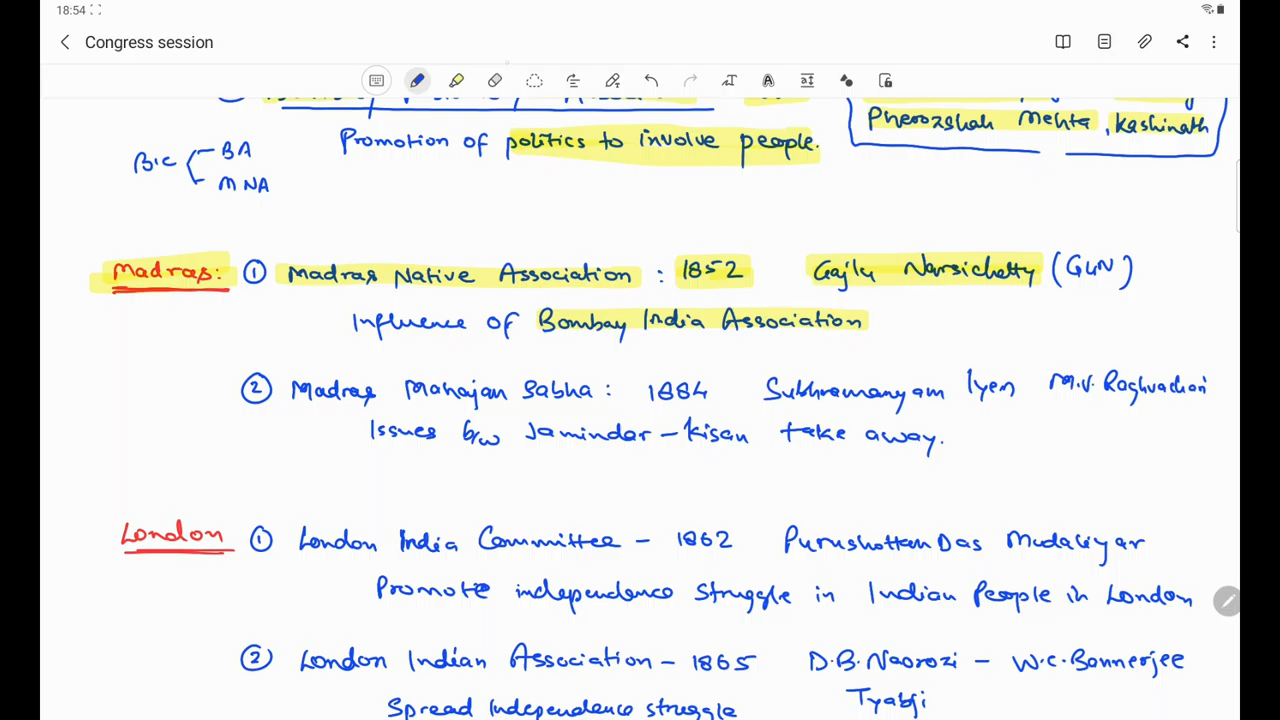 18:54
Congress session
Pherozshah Mehta, Kashinath
Promotion of politics to involve people.
BA
MNA
Madras: ① Madras Native Association : 1852 Gajlu Narsichetty (GLN)
Influence of Bombay India Association
② Madras Mahajan Sabha : 1884 Subhramanyam Iyer M.V. Raghvachari
Issues b/w Jamindar - Kisan take away.
London ① London India Committee - 1862 Purushottam Das Mudaliyar
Promote independence struggle in Indian People in London
② London Indian Association - 1865 D.B. Naorozi - W.C. Bannerjee
Tyabji
Spread Independence struggle